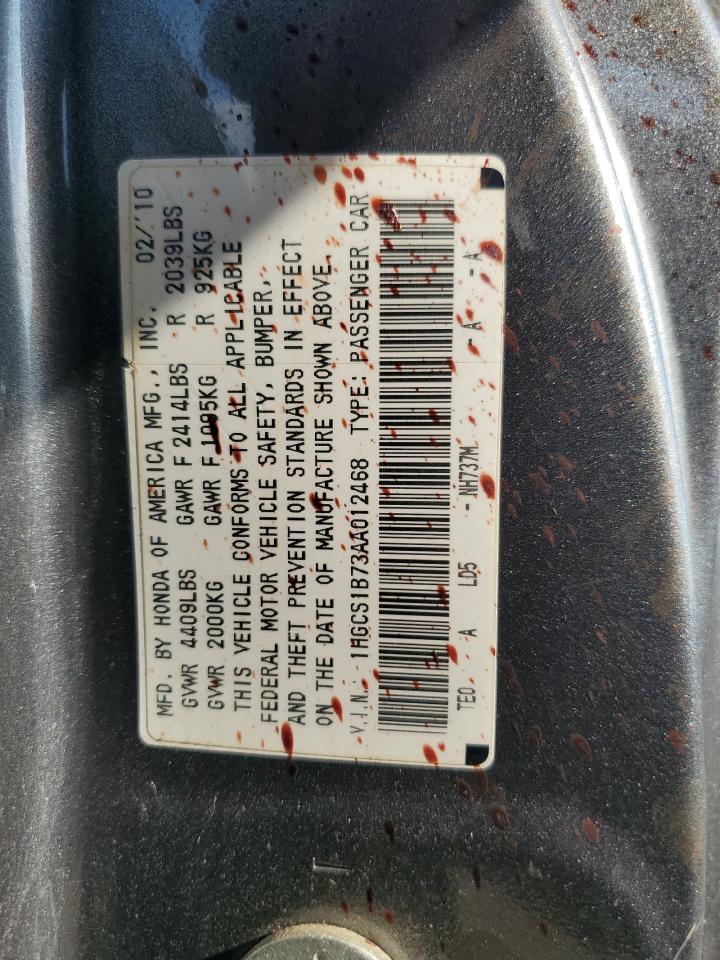 MFD. BY HONDA OF AMERICA MFG., INC. 02/'10
GVWR 4409LBS GAWR F 2414LBS R 2039LBS
GVWR 2000KG GAWR F 1095KG R 925KG
THIS VEHICLE CONFORMS TO ALL APPLICABLE
FEDERAL MOTOR VEHICLE SAFETY, BUMPER,
AND THEFT PREVENTION STANDARDS IN EFFECT
ON THE DATE OF MANUFACTURE SHOWN ABOVE.
V.I.N.: 1HGCS1B73AA012468 TYPE: PASSENGER CAR
TE0 A LD5 - NH737M - A - A